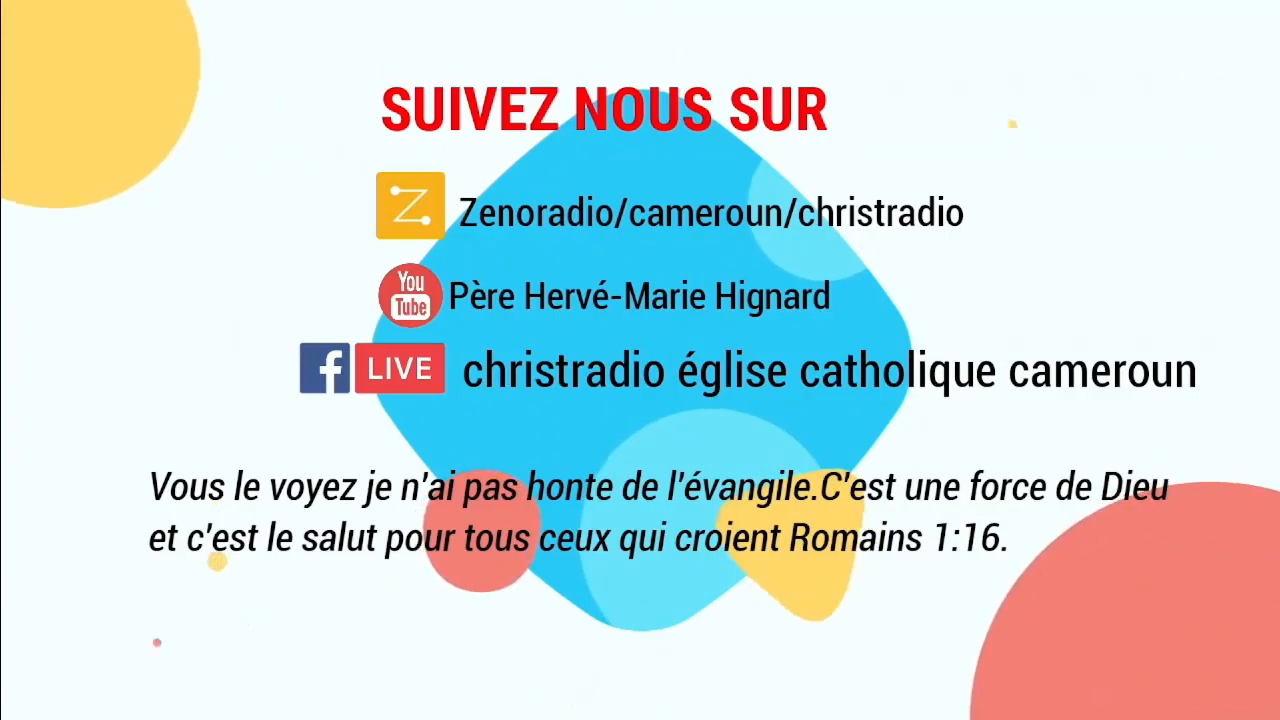 SUIVEZ NOUS SUR
Zenoradio/cameroun/christradio
You
Tube
Père Hervé-Marie Hignard
f LIVE christradio église catholique cameroun
Vous le voyez je n'ai pas honte de l'évangile.C'est une force de Dieu
et c'est le salut pour tous ceux qui croient Romains 1:16.